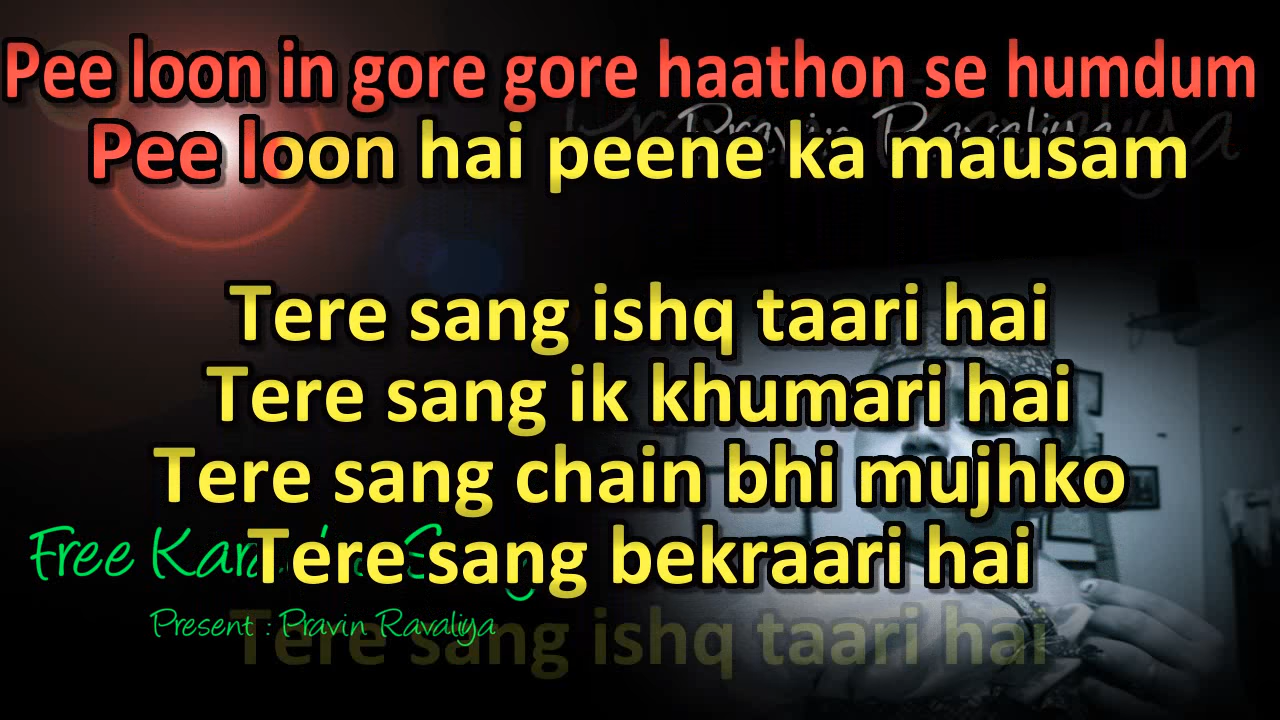 Pee loon in gore gore haathon se humdum
Pravin Ravaliya
Pee loon hai peene ka mausam
Tere sang ishq taari hai
Tere sang ik khumari hai
Tere sang chain bhi mujhko
Free
Tere sang bekraari hai
Present : Pravin Ravaliya
Tere sang ishq taari hai